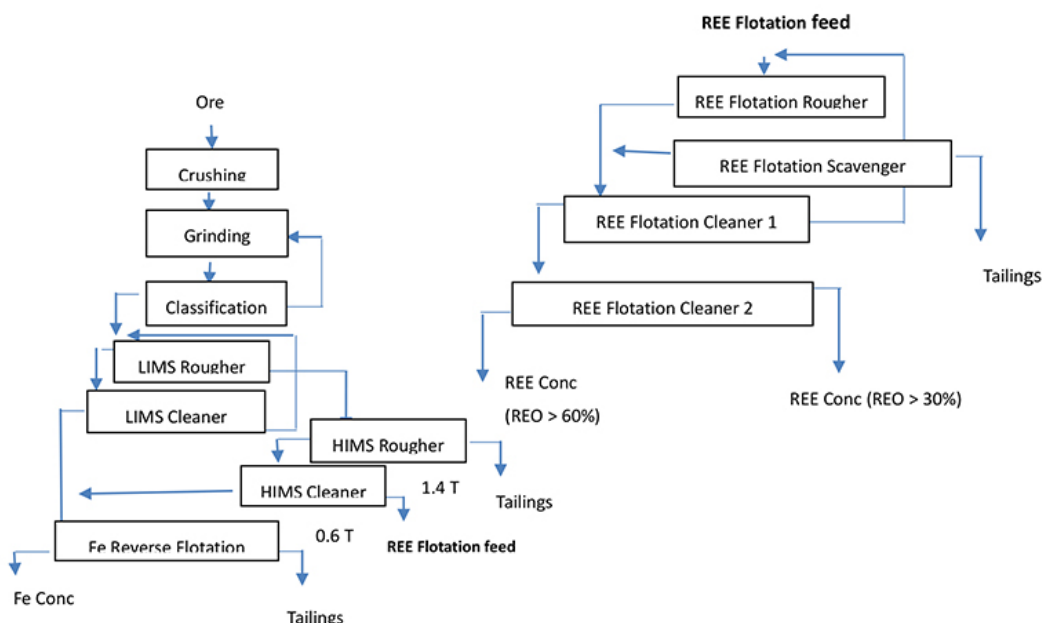 Ore
Crushing
Grinding
Classification
LIMS Rougher
LIMS Cleaner
HIMS Rougher
1.4 T
Tailings
HIMS Cleaner
0.6 T
REE Flotation feed
Fe Reverse Flotation
Fe Conc
Tailings
REE Flotation feed
REE Flotation Rougher
REE Flotation Scavenger
Tailings
REE Flotation Cleaner 1
REE Flotation Cleaner 2
REE Conc
(REO > 60%)
REE Conc (REO > 30%)